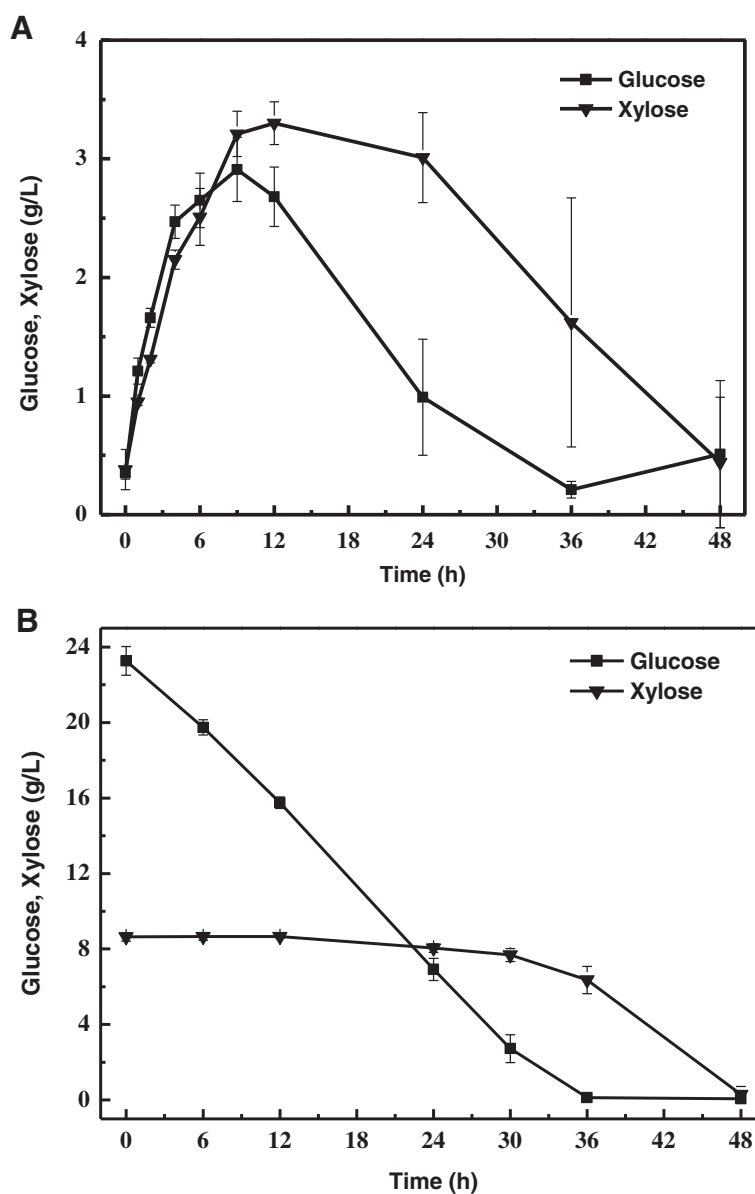 A
Glucose, Xylose (g/L)
4
3
2
1
0
Glucose
Xylose
0 6 12 18 24 30 36 42 48
Time (h)
B
Glucose, Xylose (g/L)
24
20
16
12
8
4
0
Glucose
Xylose
0 6 12 18 24 30 36 42 48
Time (h)